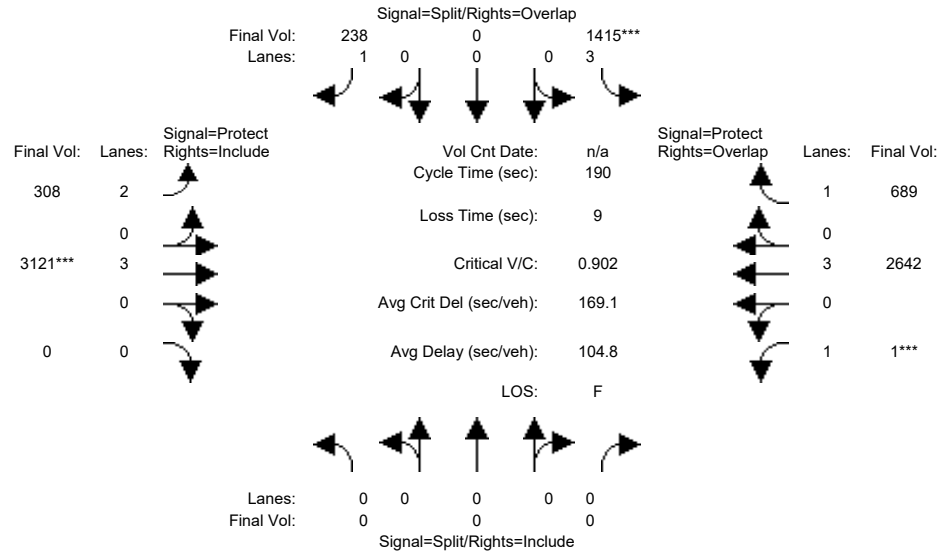 Signal=Split/Rights=Overlap
Final Vol: 238 0 1415***
Lanes: 1 0 0 0 3
Signal=Protect Signal=Protect
Final Vol: Lanes: Rights=Include Vol Cnt Date: n/a Rights=Overlap Lanes: Final Vol:
Cycle Time (sec): 190
308 2 1 689
Loss Time (sec): 9
0 0
3121*** 3 Critical V/C: 0.902 3 2642
0 Avg Crit Del (sec/veh): 169.1 0
0 0 Avg Delay (sec/veh): 104.8 1 1***
LOS: F
Lanes: 0 0 0 0 0
Final Vol: 0 0 0
Signal=Split/Rights=Include